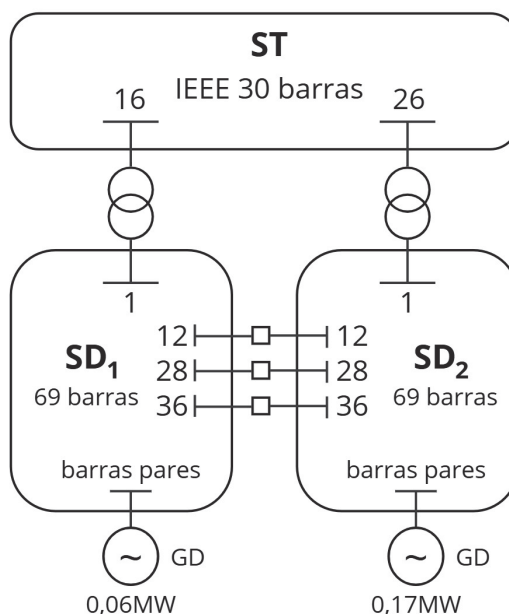 ST
IEEE 30 barras
16 26
1 1
12 12
SD1 SD2
28 28
69 barras 69 barras
36 36
barras pares barras pares
~ GD ~ GD
0,06MW 0,17MW